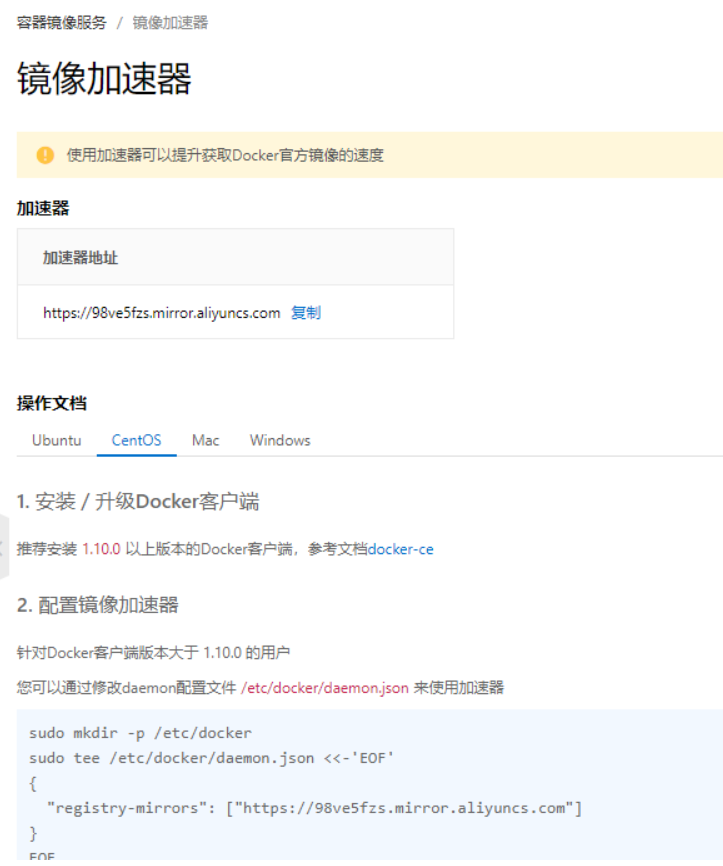 容器镜像服务 / 镜像加速器
镜像加速器
使用加速器可以提升获取Docker官方镜像的速度
加速器
加速器地址
https://98ve5fzs.mirror.aliyuncs.com 复制
操作文档
Ubuntu CentOS Mac Windows
1. 安装 / 升级Docker客户端
推荐安装 1.10.0 以上版本的Docker客户端，参考文档docker-ce
2. 配置镜像加速器
针对Docker客户端版本大于 1.10.0 的用户
您可以通过修改daemon配置文件 /etc/docker/daemon.json 来使用加速器
sudo mkdir -p /etc/docker
sudo tee /etc/docker/daemon.json <<-'EOF'
{
  "registry-mirrors": ["https://98ve5fzs.mirror.aliyuncs.com"]
}
EOF